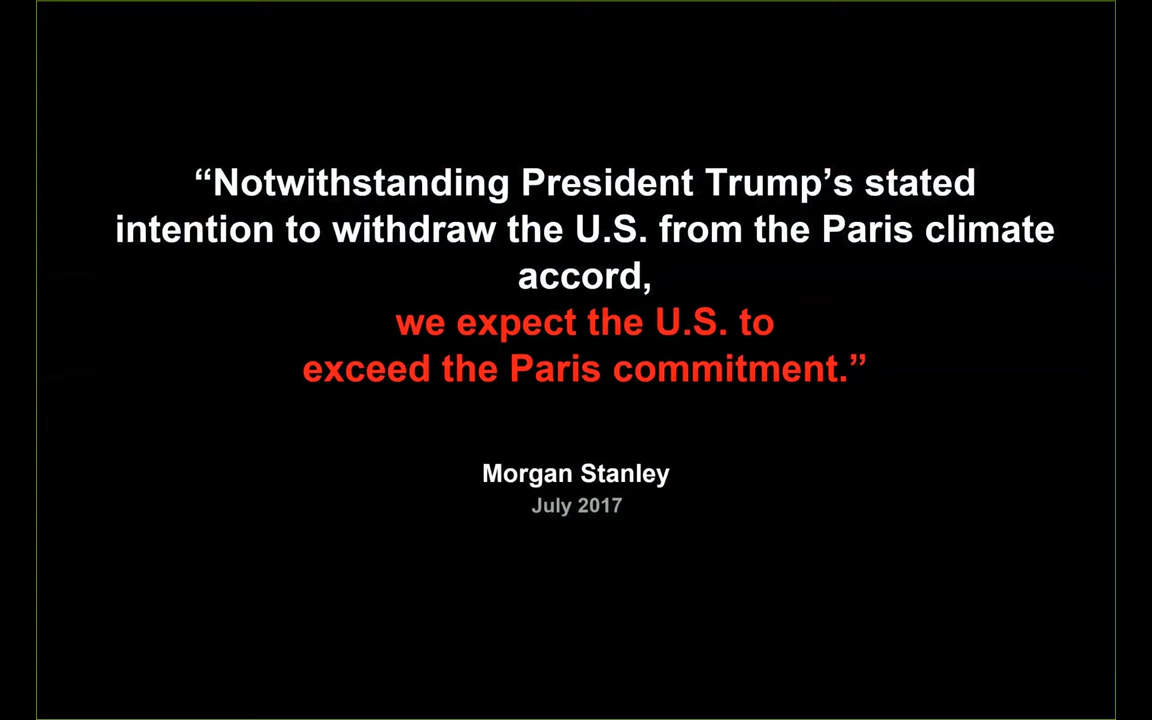 “Notwithstanding President Trump’s stated
intention to withdraw the U.S. from the Paris climate
accord,
we expect the U.S. to
exceed the Paris commitment.”
Morgan Stanley
July 2017